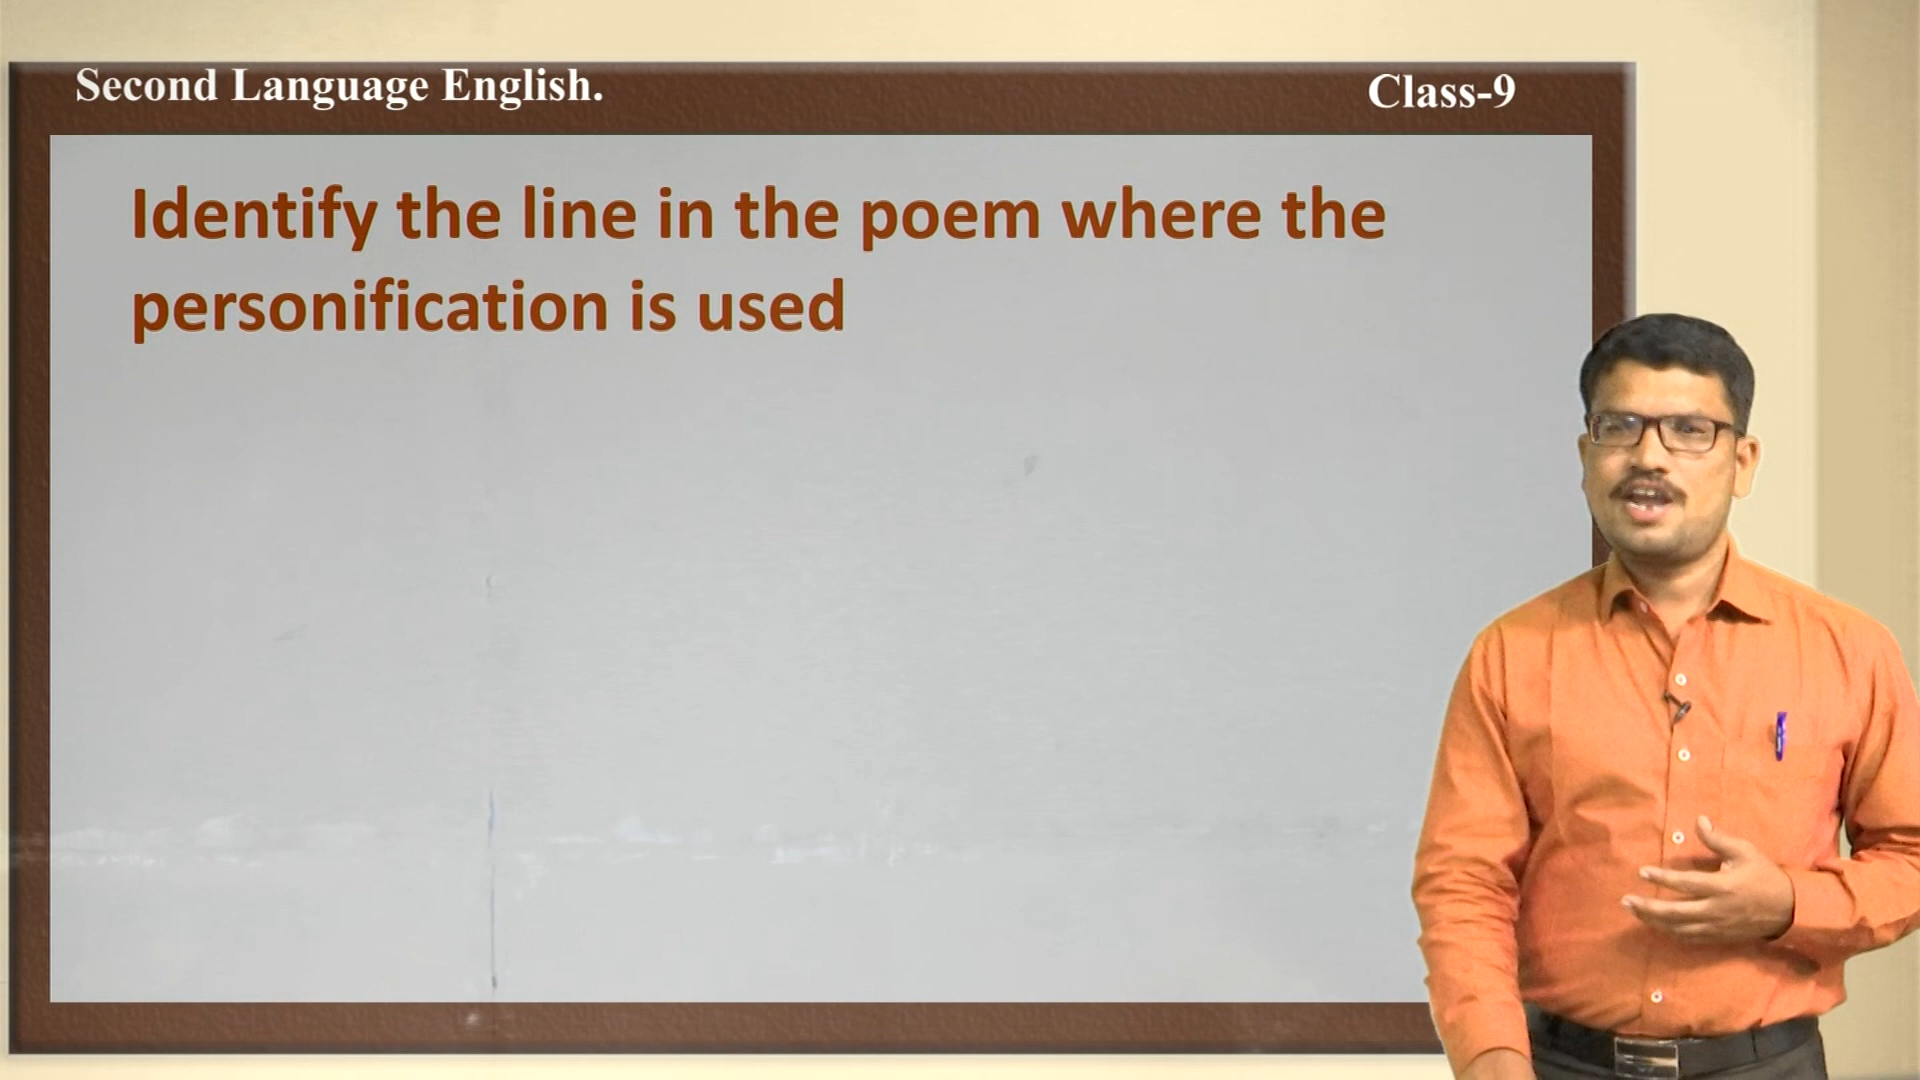 Second Language English.
Class-9
Identify the line in the poem where the
personification is used